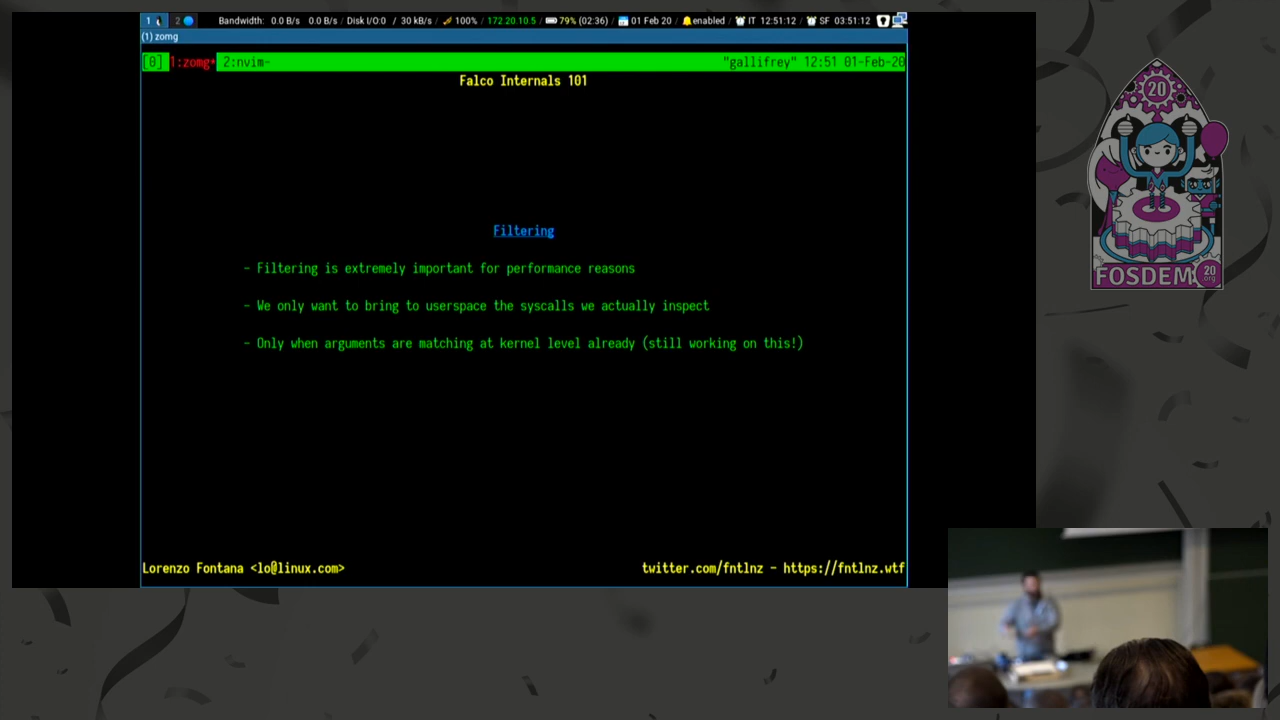 1 2 Bandwidth: 0.0 B/s 0.0 B/s / Disk I/O:0 / 30 kB/s / 100% / 172.20.10.5 / 79% (02:36) / 01 Feb 20 / enabled / IT 12:51:12 / SF 03:51:12
(1) zomg
[0] 1:zomg* 2:nvim- "gallifrey" 12:51 01-Feb-20
Falco Internals 101
Filtering
- Filtering is extremely important for performance reasons
- We only want to bring to userspace the syscalls we actually inspect
- Only when arguments are matching at kernel level already (still working on this!)
Lorenzo Fontana <lo@linux.com> twitter.com/fntlnz - https://fntlnz.wtf
20
FOSDEM 20
.org